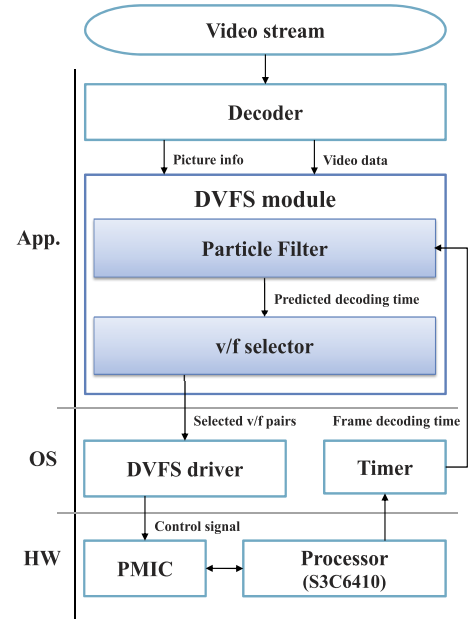 Video stream
Decoder
Picture info
Video data
DVFS module
App.
Particle Filter
Predicted decoding time
v/f selector
Selected v/f pairs
Frame decoding time
OS
DVFS driver
Timer
Control signal
HW
PMIC
Processor
(S3C6410)